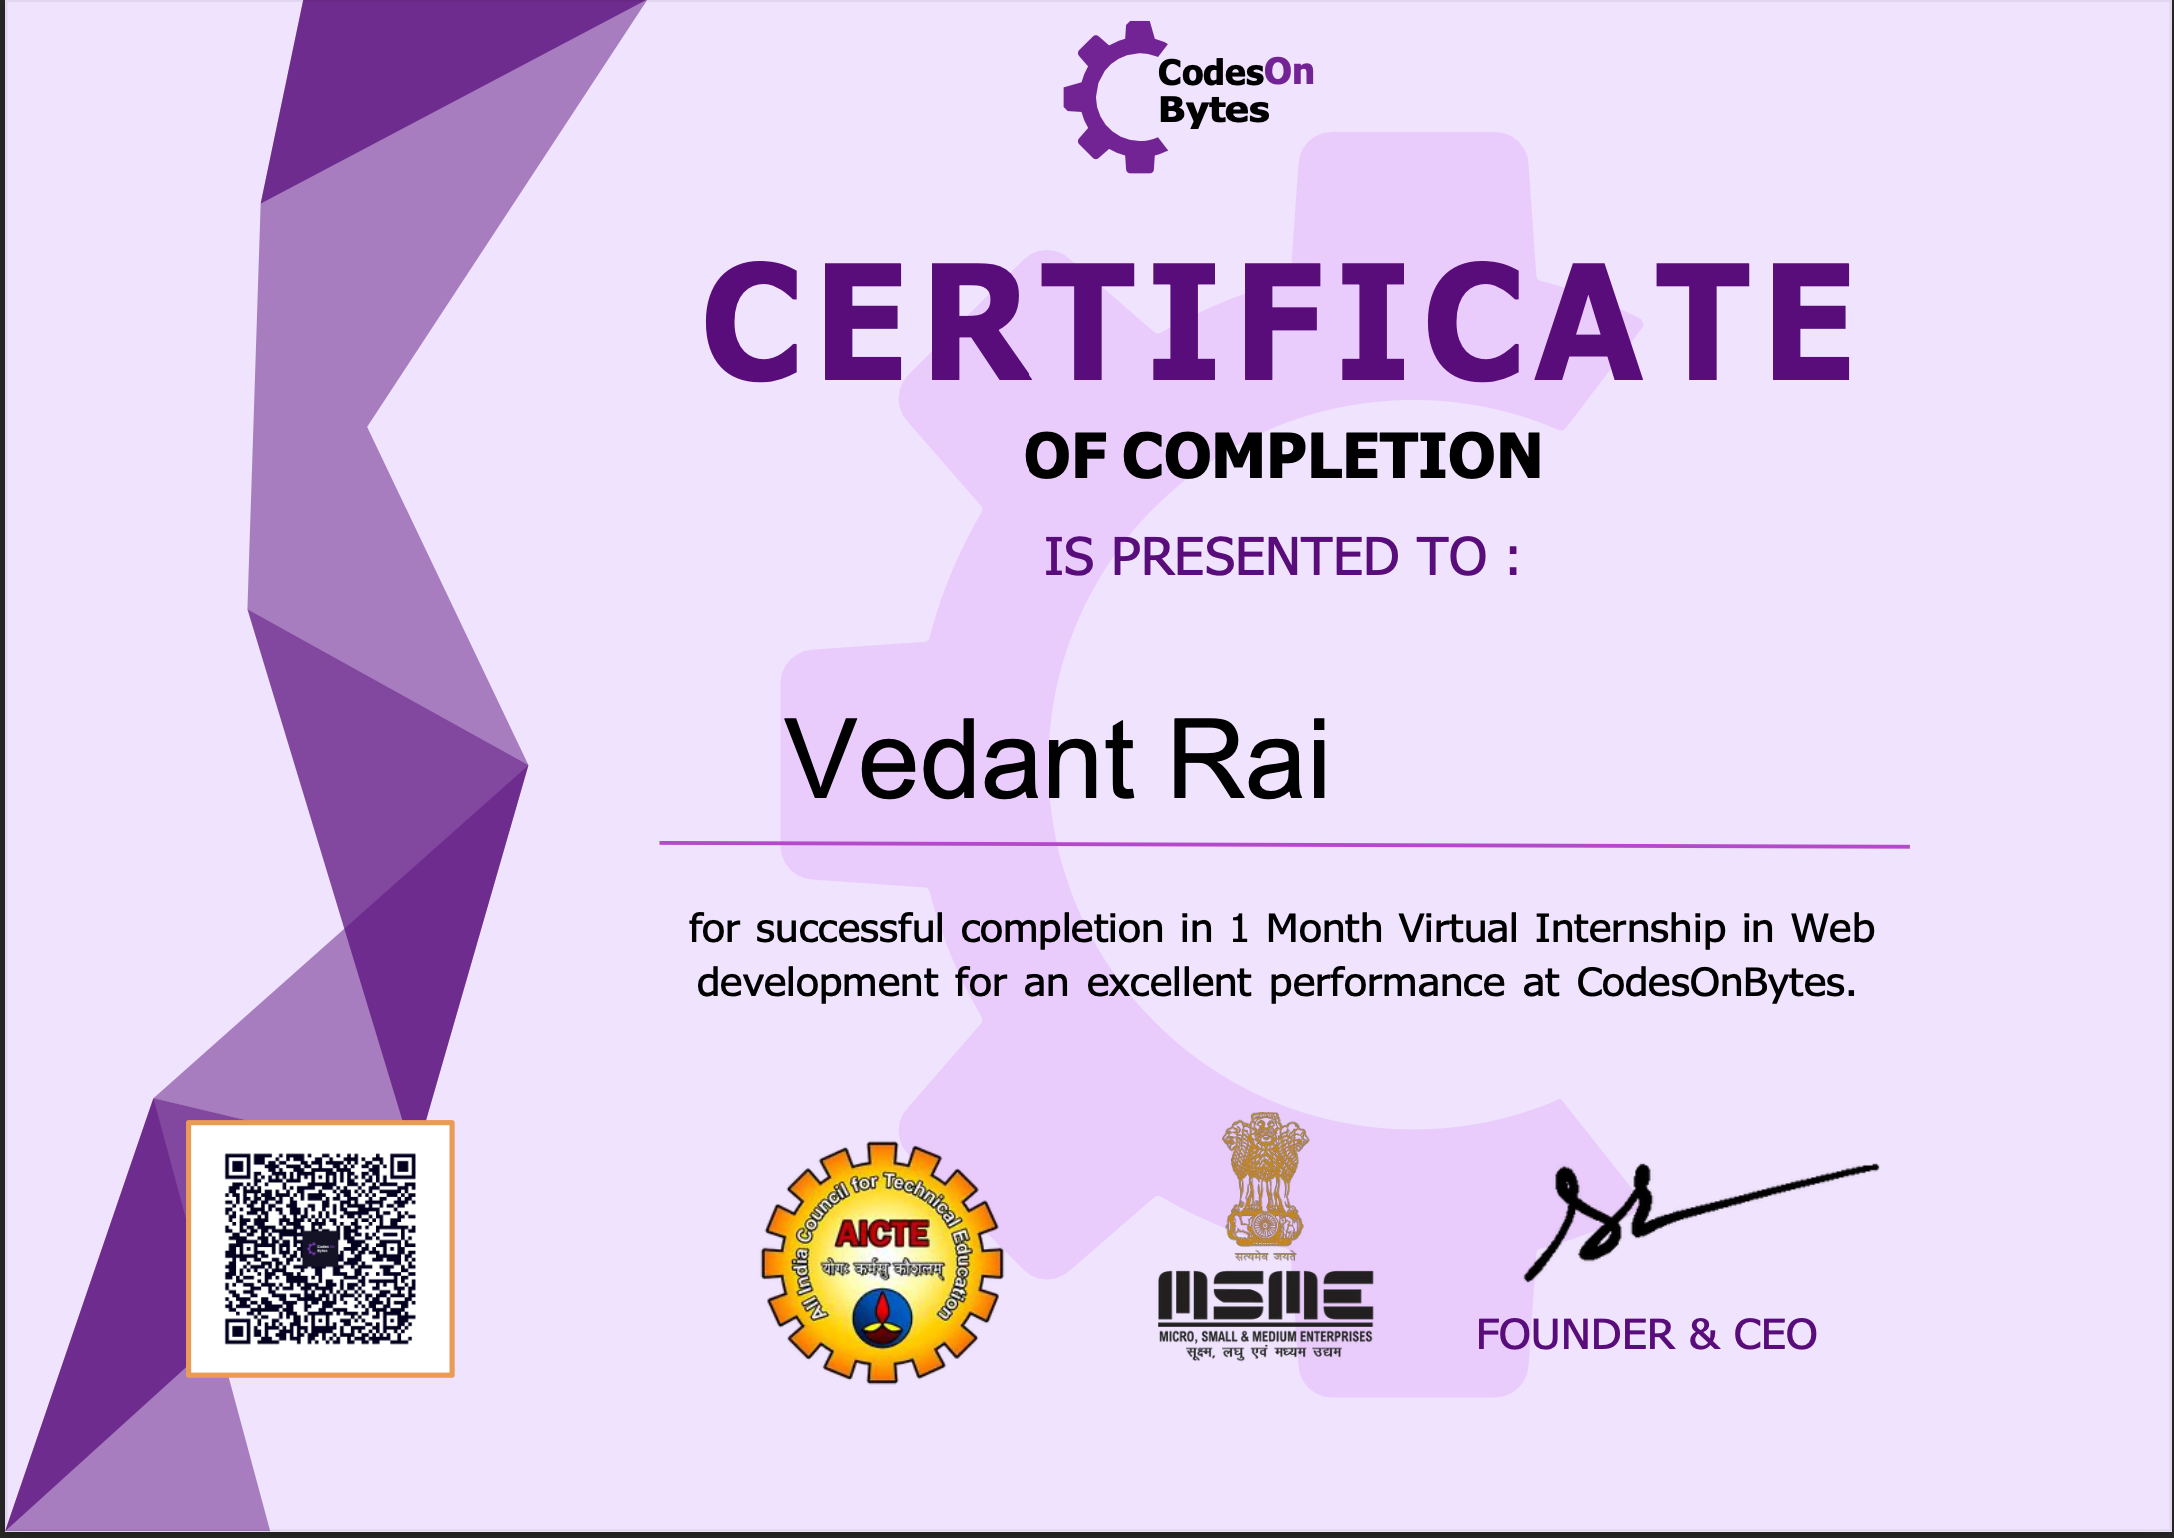 CodesOn
Bytes
CERTIFICATE
OF COMPLETION
IS PRESENTED TO :
Vedant Rai
for successful completion in 1 Month Virtual Internship in Web
development for an excellent performance at CodesOnBytes.
All India Council for Technical Education
AICTE
योगः कर्मसु कौशलम्
सत्यमेव जयते
MSME
MICRO, SMALL & MEDIUM ENTERPRISES
सूक्ष्म, लघु एवं मध्यम उद्यम
FOUNDER & CEO